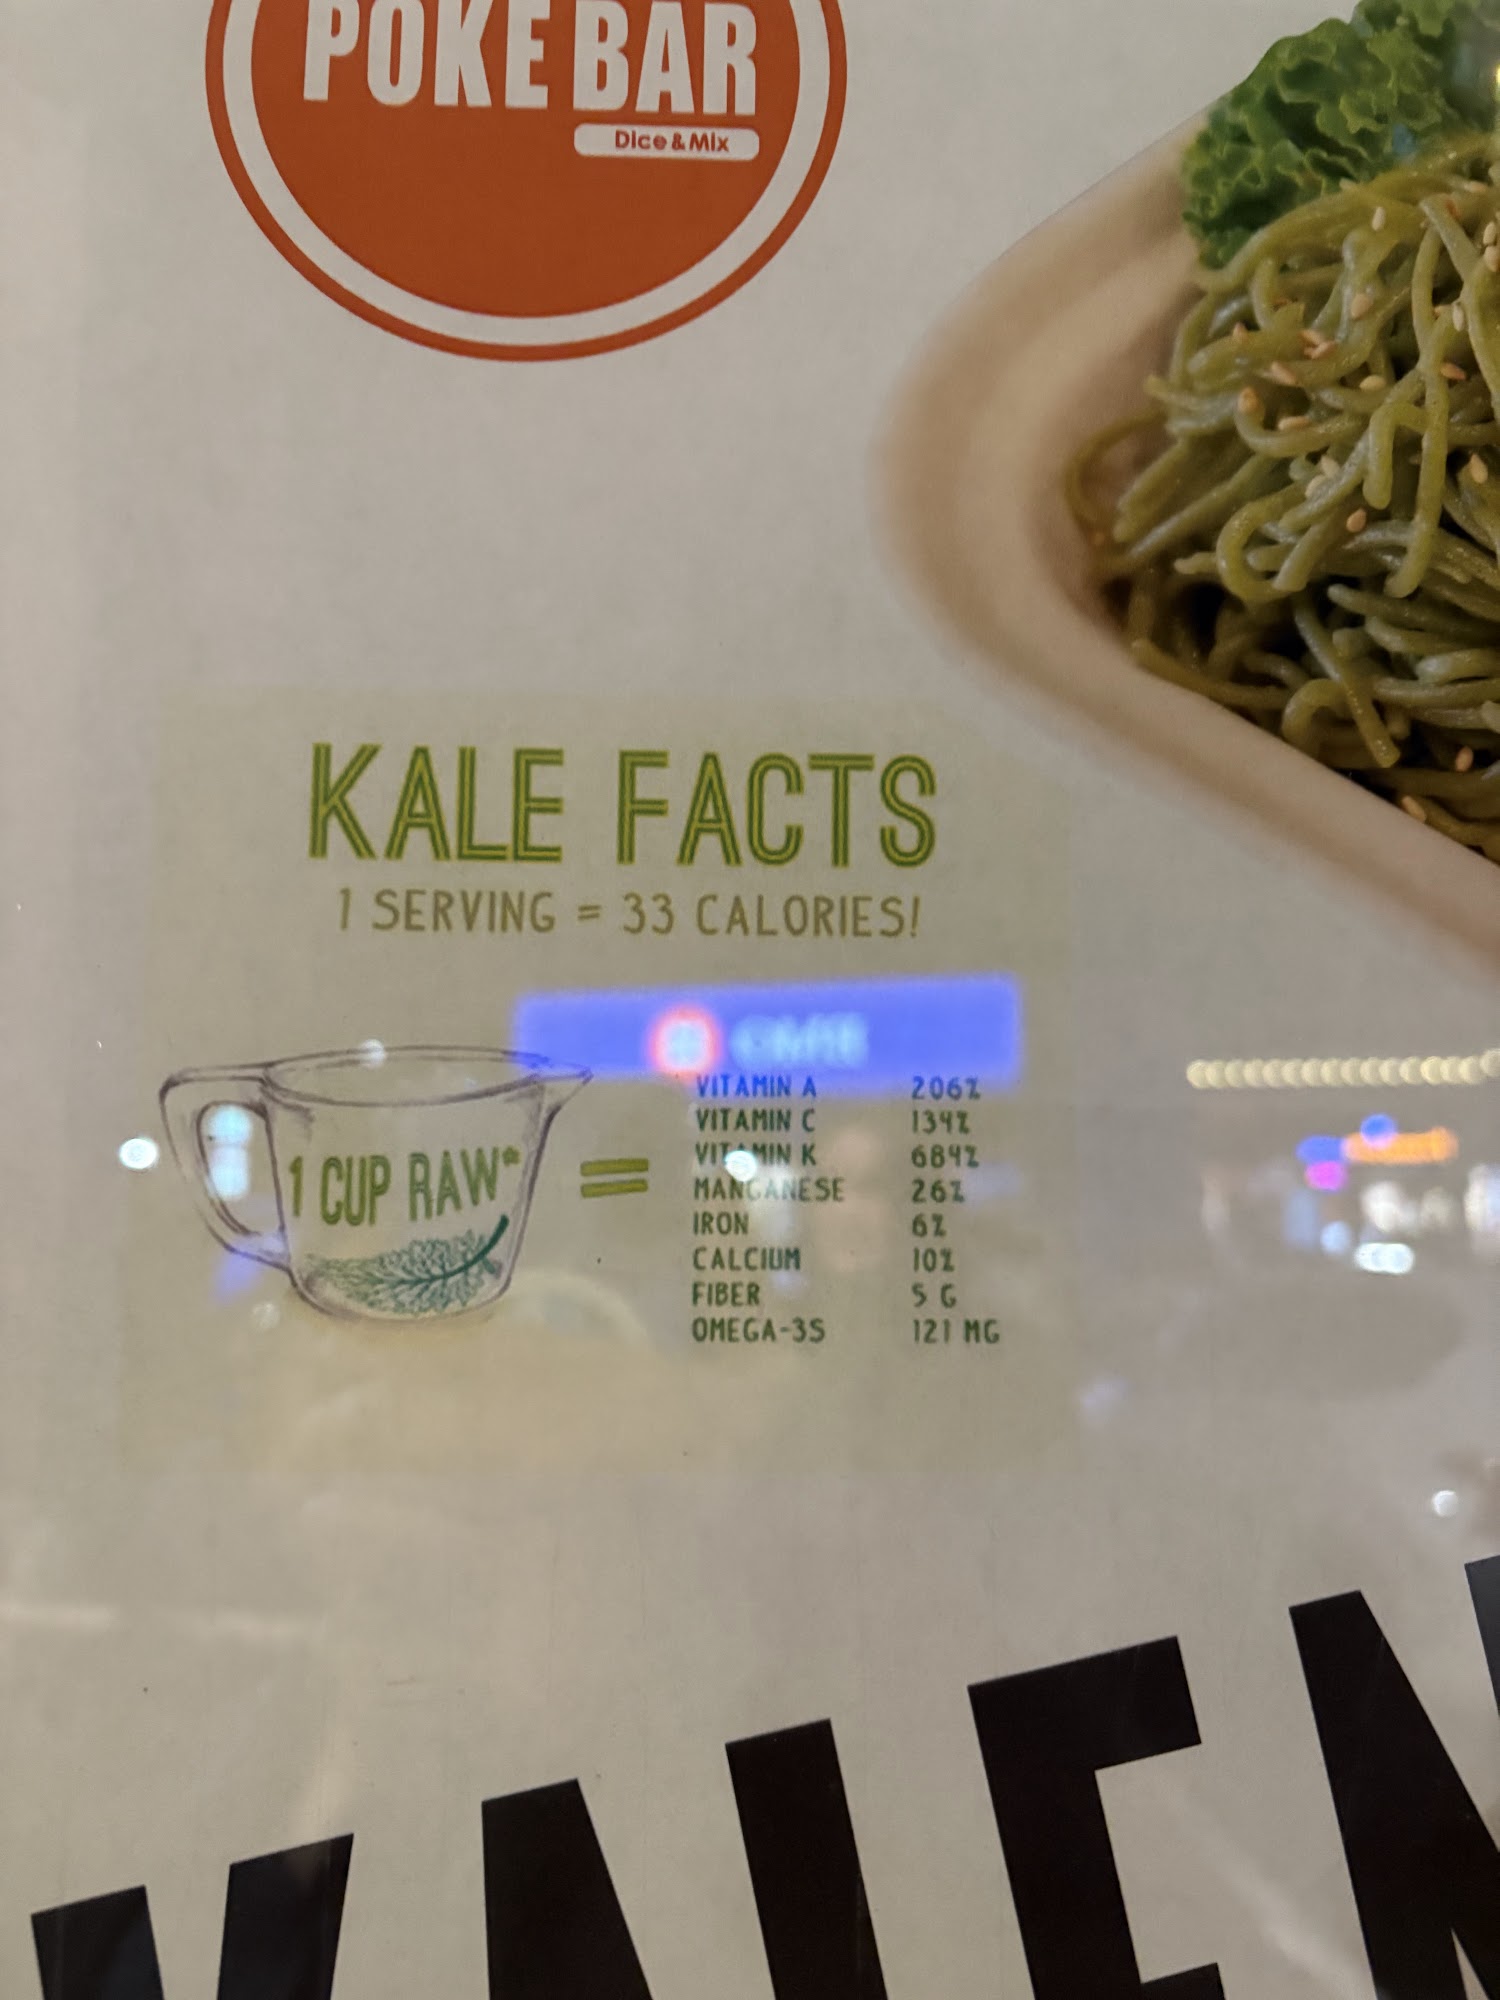 POKE BAR
Dice & Mix
KALE FACTS
1 SERVING = 33 CALORIES!
1 CUP RAW* =
VITAMIN A 206%
VITAMIN C 134%
VITAMIN K 684%
MANGANESE 26%
IRON 6%
CALCIUM 10%
FIBER 5 G
OMEGA-3S 121 MG
KALE N